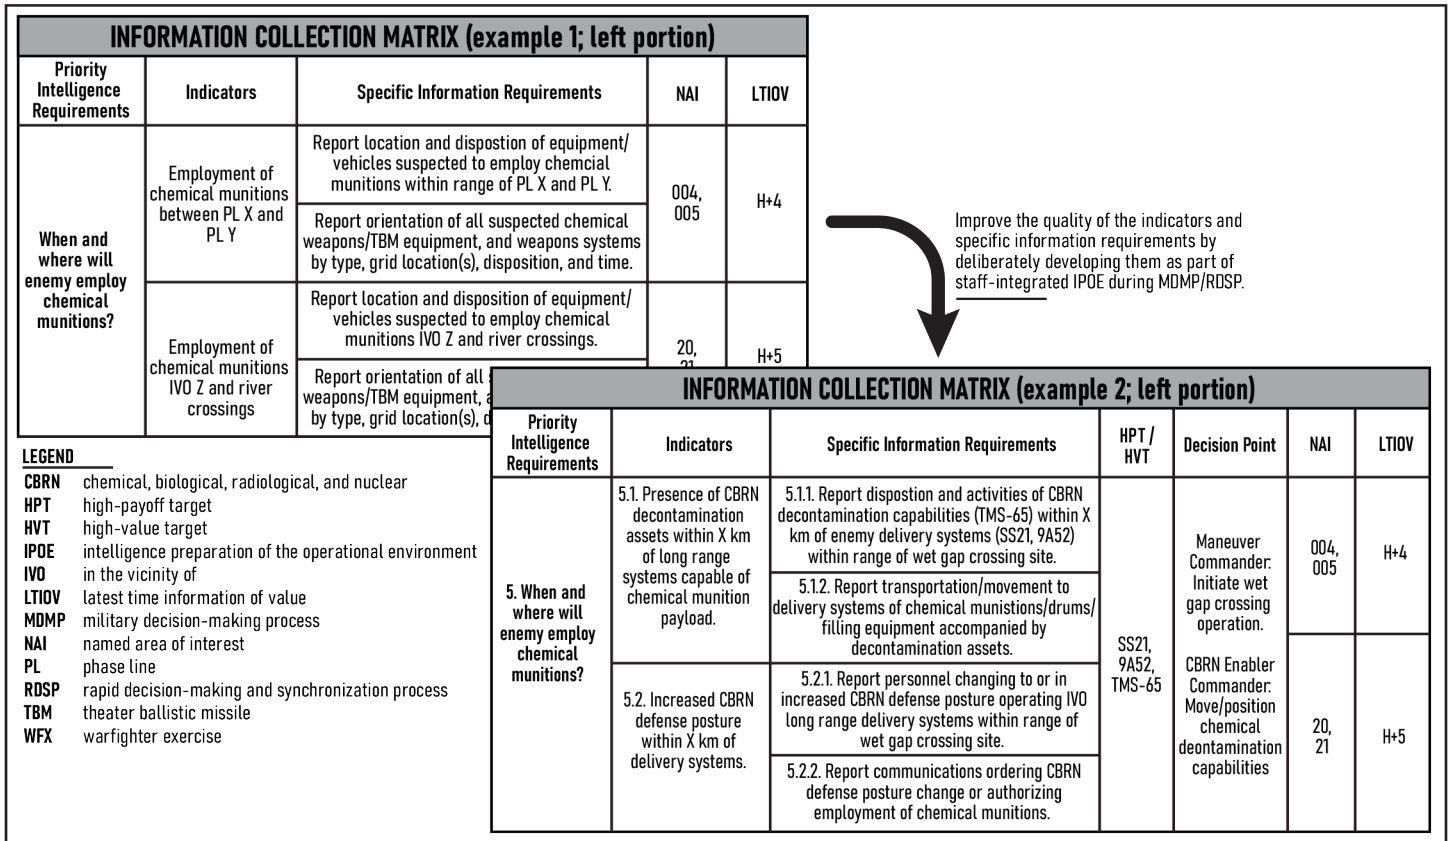 INFORMATION COLLECTION MATRIX (example 1; left portion)
Priority
Intelligence
Requirements
Indicators
Specific Information Requirements
NAI
LTIOV
When and
where will
enemy employ
chemical
munitions?
Employment of
chemical munitions
between PL X and
PL Y
Report location and dispostion of equipment/
vehicles suspected to employ chemcial
munitions within range of PL X and PL Y.
Report orientation of all suspected chemical
weapons/TBM equipment, and weapons systems
by type, grid location(s), disposition, and time.
004,
005
H+4
Employment of
chemical munitions
IVO Z and river
crossings
Report location and disposition of equipment/
vehicles suspected to employ chemical
munitions IVO Z and river crossings.
Report orientation of all
weapons/TBM equipment,
by type, grid location(s),
20,
21
H+5
Improve the quality of the indicators and
specific information requirements by
deliberately developing them as part of
staff-integrated IPOE during MDMP/RDSP.
LEGEND
CBRN chemical, biological, radiological, and nuclear
HPT high-payoff target
HVT high-value target
IPOE intelligence preparation of the operational environment
IVO in the vicinity of
LTIOV latest time information of value
MDMP military decision-making process
NAI named area of interest
PL phase line
RDSP rapid decision-making and synchronization process
TBM theater ballistic missile
WFX warfighter exercise
INFORMATION COLLECTION MATRIX (example 2; left portion)
Priority
Intelligence
Requirements
Indicators
Specific Information Requirements
HPT /
HVT
Decision Point
NAI
LTIOV
5. When and
where will
enemy employ
chemical
munitions?
5.1. Presence of CBRN
decontamination
assets within X km
of long range
systems capable of
chemical munition
payload.
5.1.1. Report dispostion and activities of CBRN
decontamination capabilities (TMS-65) within X
km of enemy delivery systems (SS21, 9A52)
within range of wet gap crossing site.
5.1.2. Report transportation/movement to
delivery systems of chemical munistions/drums/
filling equipment accompanied by
decontamination assets.
5.2. Increased CBRN
defense posture
within X km of
delivery systems.
5.2.1. Report personnel changing to or in
increased CBRN defense posture operating IVO
long range delivery systems within range of
wet gap crossing site.
5.2.2. Report communications ordering CBRN
defense posture change or authorizing
employment of chemical munitions.
SS21,
9A52,
TMS-65
Maneuver
Commander:
Initiate wet
gap crossing
operation.
CBRN Enabler
Commander:
Move/position
chemical
deontamination
capabilities
004,
005
H+4
20,
21
H+5